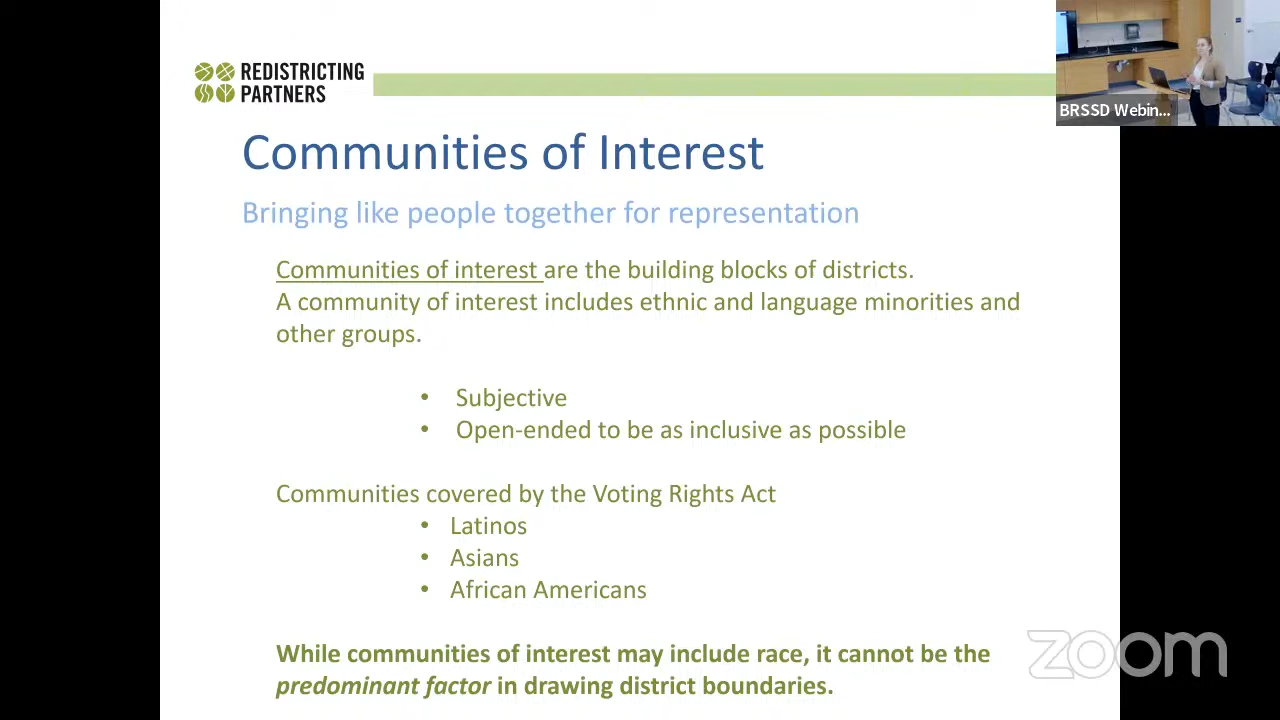 REDISTRICTING
PARTNERS
BRSSD Webin...
Communities of Interest
Bringing like people together for representation
Communities of interest are the building blocks of districts.
A community of interest includes ethnic and language minorities and
other groups.
• Subjective
• Open-ended to be as inclusive as possible
Communities covered by the Voting Rights Act
• Latinos
• Asians
• African Americans
While communities of interest may include race, it cannot be the
predominant factor in drawing district boundaries.
zoom